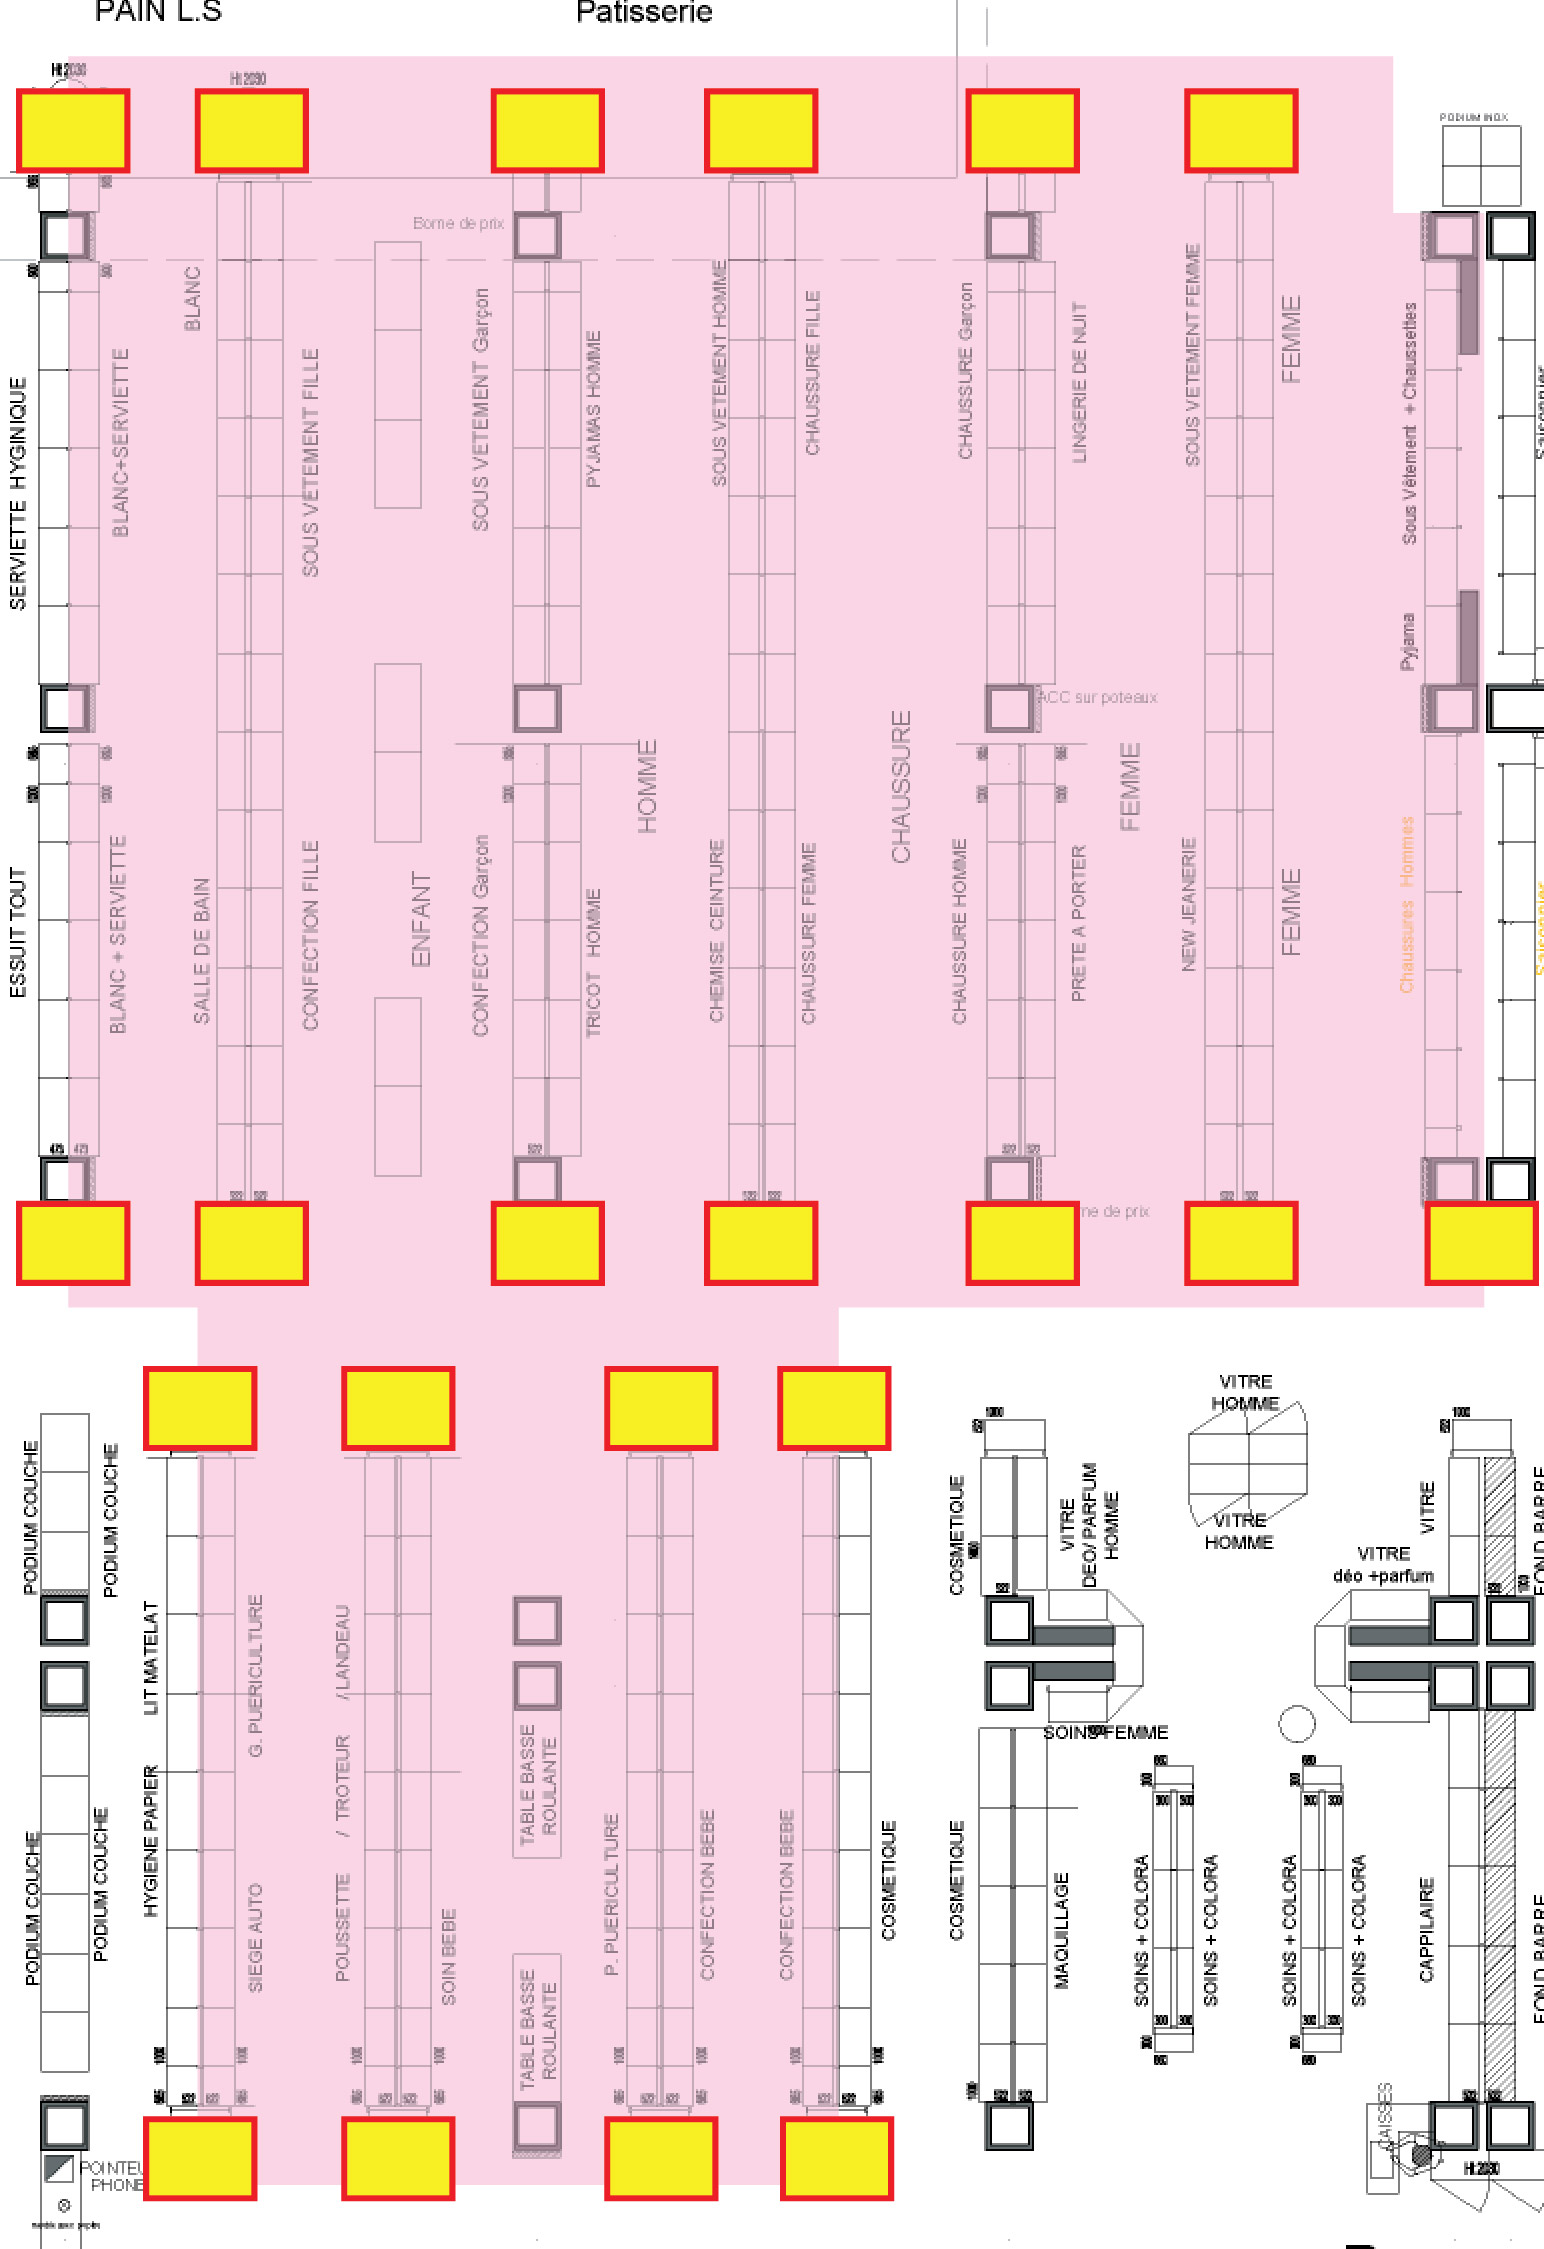 PAIN L.S
Patisserie
Ht 2030
Ht 2030
PODIUM INOX
Borne de prix
SERVIETTE HYGINIQUE
BLANC+SERVIETTE
BLANC
SOUS VETEMENT FILLE
SOUS VETEMENT Garçon
PYJAMAS HOMME
SOUS VETEMENT HOMME
CHAUSSURE FILLE
CHAUSSURE Garçon
LINGERIE DE NUIT
SOUS VETEMENT FEMME
FEMME
Sous Vêtement + Chaussettes
Pyjama
Saisonnier
ACC sur poteaux
ESSUIT TOUT
BLANC + SERVIETTE
SALLE DE BAIN
CONFECTION FILLE
ENFANT
CONFECTION Garçon
TRICOT HOMME
HOMME
CHEMISE CEINTURE
CHAUSSURE FEMME
CHAUSSURE
CHAUSSURE HOMME
PRETE A PORTER
FEMME
NEW JEANERIE
FEMME
Chaussures Hommes
Saisonnier
me de prix
PODIUM COUCHE
PODIUM COUCHE
PODIUM COUCHE
PODIUM COUCHE
LIT MATELAT
HYGIENE PAPIER
G. PUERICULTURE
SIEGE AUTO
POUSSETTE / TROTEUR / LANDEAU
SOIN BEBE
TABLE BASSE
ROULANTE
TABLE BASSE
ROULANTE
P. PUERICULTURE
CONFECTION BEBE
CONFECTION BEBE
COSMETIQUE
COSMETIQUE
VITRE
DEO/ PARFUM
HOMME
VITRE
HOMME
VITRE
HOMME
VITRE
déo +parfum
VITRE
FOND BARRE
SOINS FEMME
COSMETIQUE
MAQUILLAGE
SOINS + COLORA
SOINS + COLORA
SOINS + COLORA
SOINS + COLORA
CAPPILAIRE
FOND BARRE
CAISSES
Ht 2030
POINTEU
PHONE